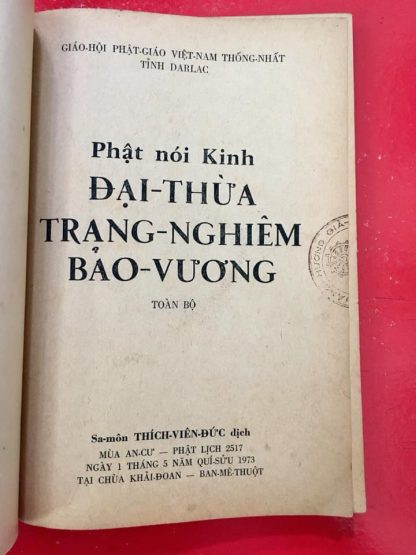 GIÁO-HỘI PHẬT-GIÁO VIỆT-NAM THỐNG-NHẤT
TỈNH DARLAC
Phật nói Kinh
ĐẠI-THỪA
TRANG-NGHIÊM
BẢO-VƯƠNG
TOÀN BỘ
Sa-môn THÍCH-VIÊN-ĐỨC dịch
MÙA AN-CƯ — PHẬT LỊCH 2517
NGÀY 1 THÁNG 5 NĂM QUÍ-SỬU 1973
TẠI CHÙA KHẢI-ĐOAN — BAN-MÊ-THUỘT